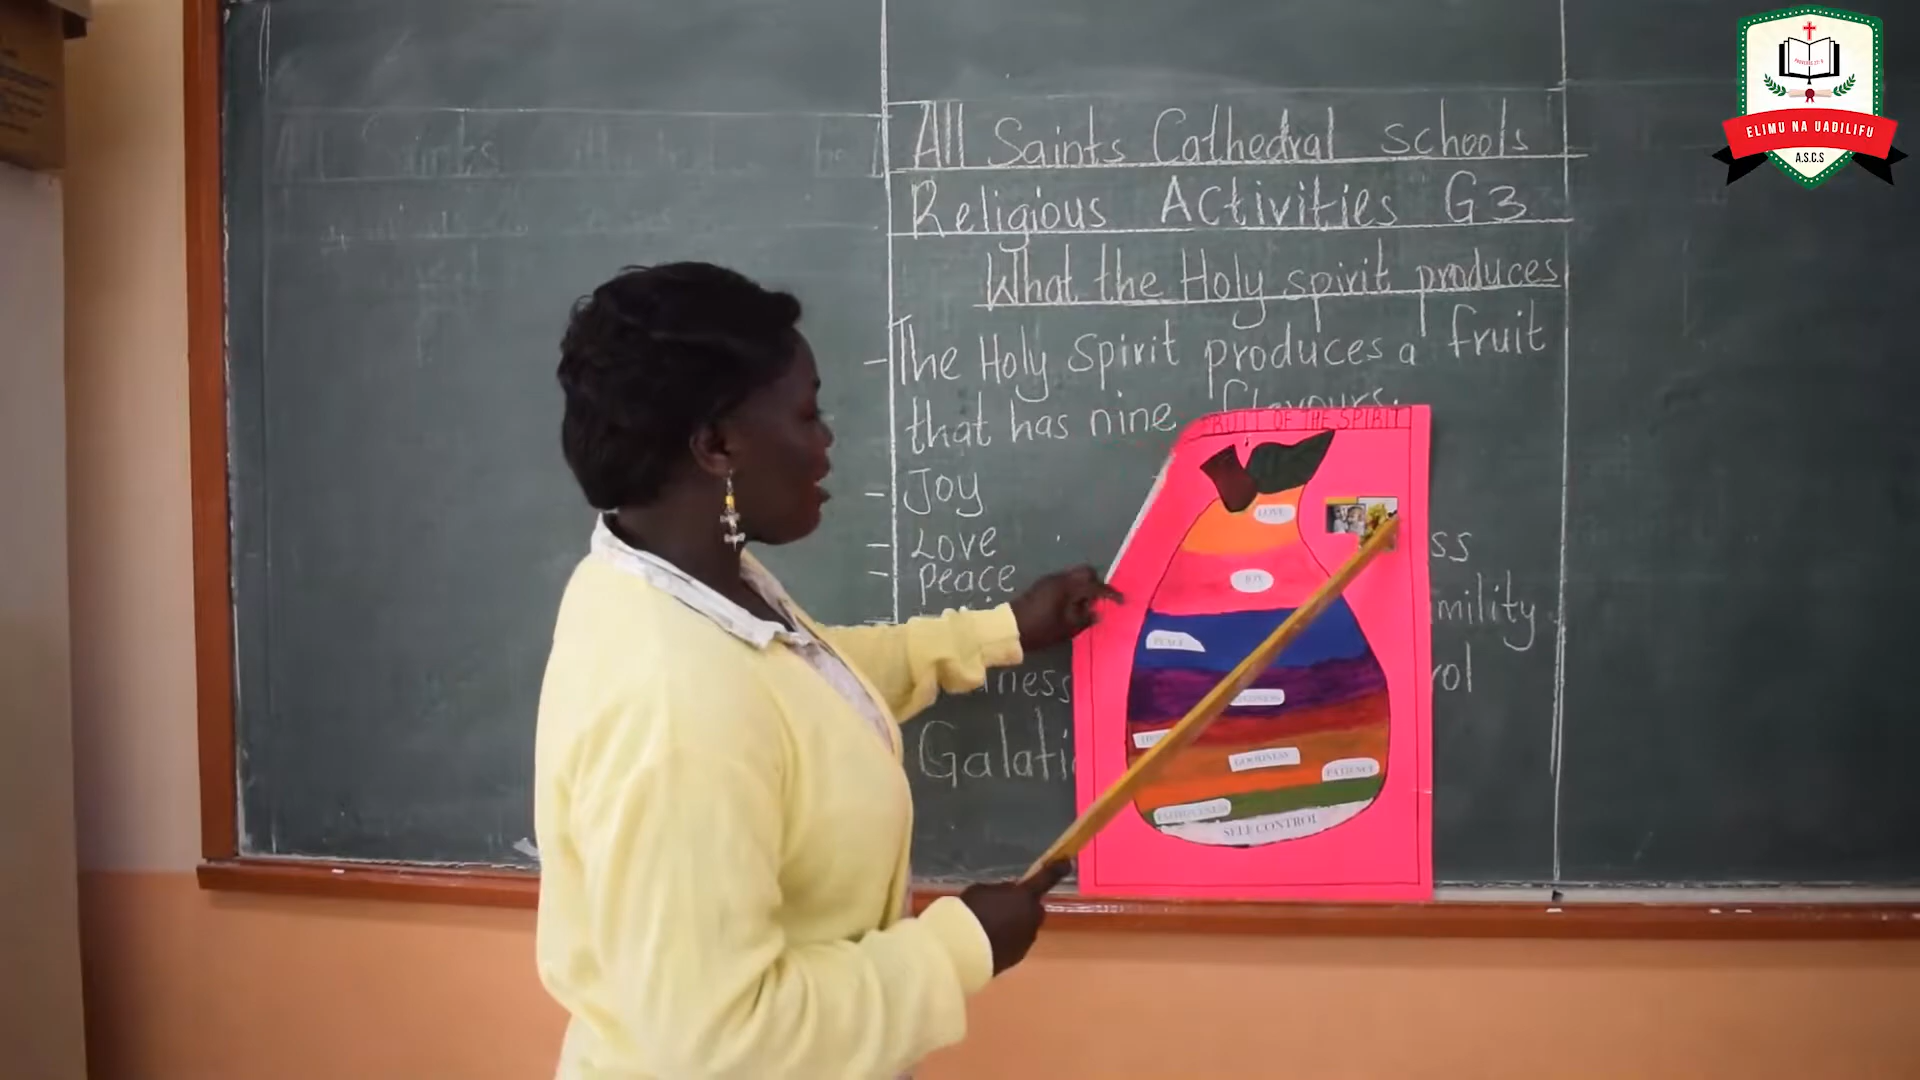 All Saints Cathedral schools
Religious Activities G3
What the Holy spirit produces
- The Holy Spirit produces a fruit
that has nine flavours.
- Joy
- Love
- Peace
Galati
ss
mility
rol
FRUIT OF THE SPIRIT
LOVE
JOY
PEACE
GOODNESS
PATIENCE
FAITHFULNESS
SELF CONTROL
ELIMU NA UADILIFU
A.S.C.S